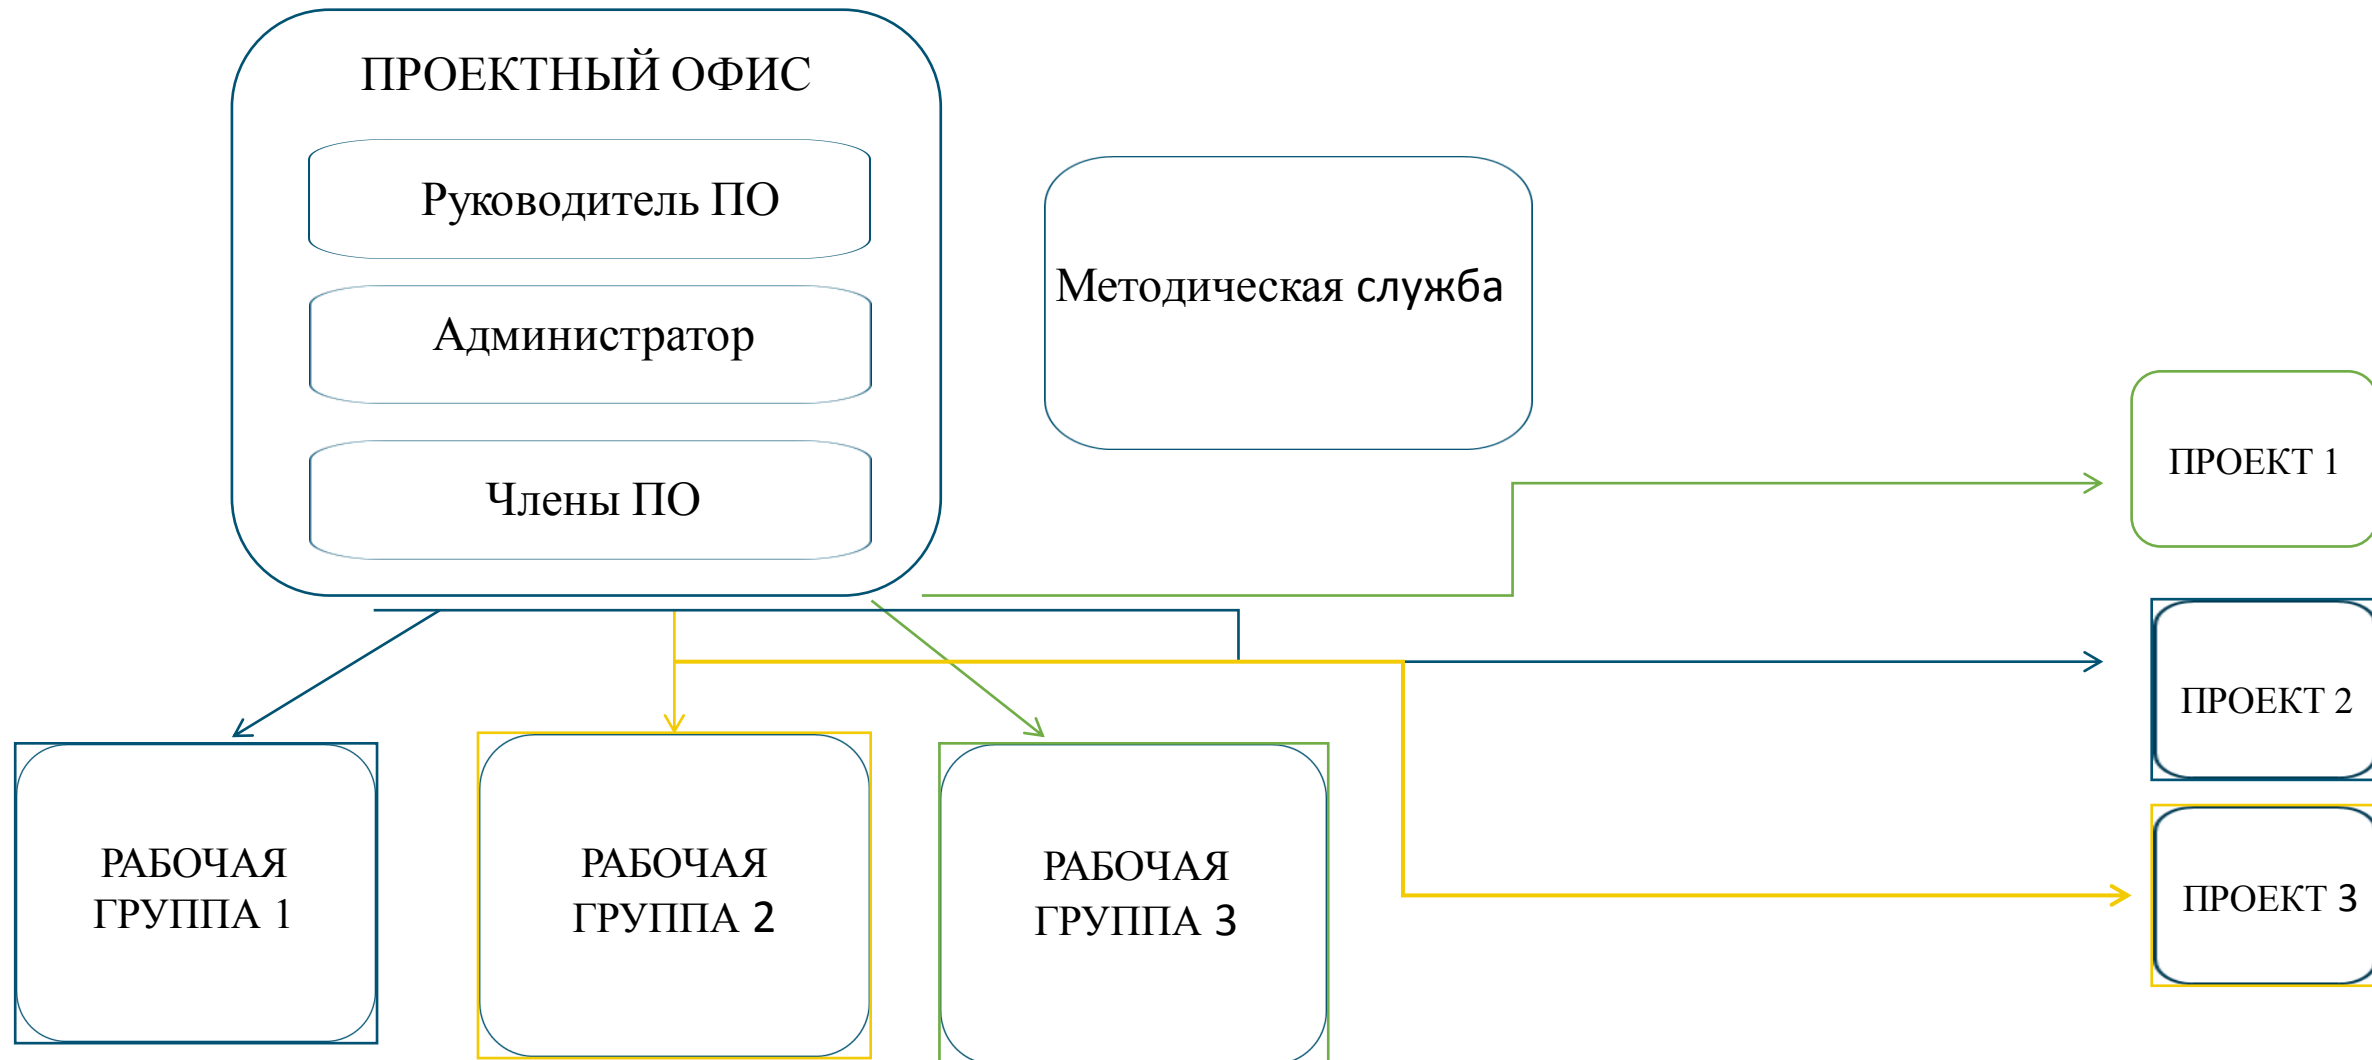 ПРОЕКТНЫЙ ОФИС
Руководитель ПО
Администратор
Члены ПО
Методическая служба
ПРОЕКТ 1
ПРОЕКТ 2
ПРОЕКТ 3
РАБОЧАЯ
ГРУППА 1
РАБОЧАЯ
ГРУППА 2
РАБОЧАЯ
ГРУППА 3